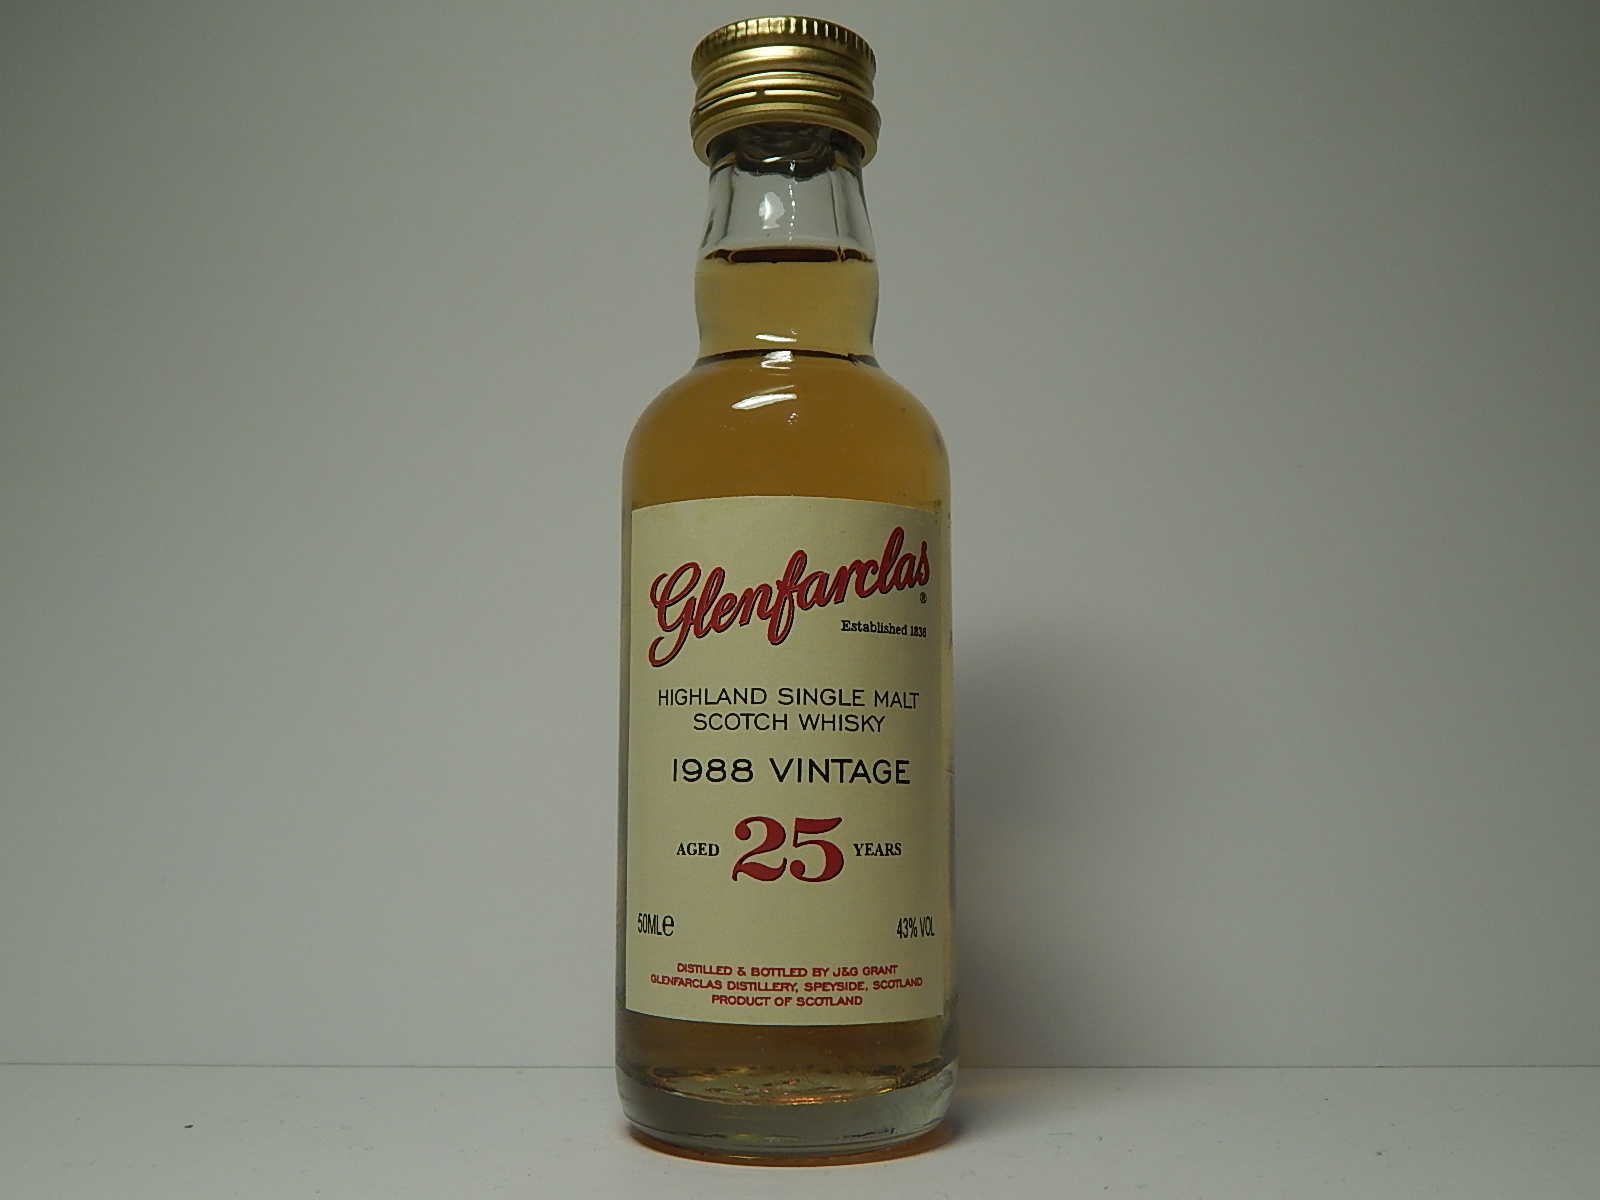 Glenfarclas
®
Established 1836
HIGHLAND SINGLE MALT
SCOTCH WHISKY
1988 VINTAGE
AGED 25 YEARS
50MLe 43% VOL
DISTILLED & BOTTLED BY J&G GRANT
GLENFARCLAS DISTILLERY, SPEYSIDE, SCOTLAND
PRODUCT OF SCOTLAND